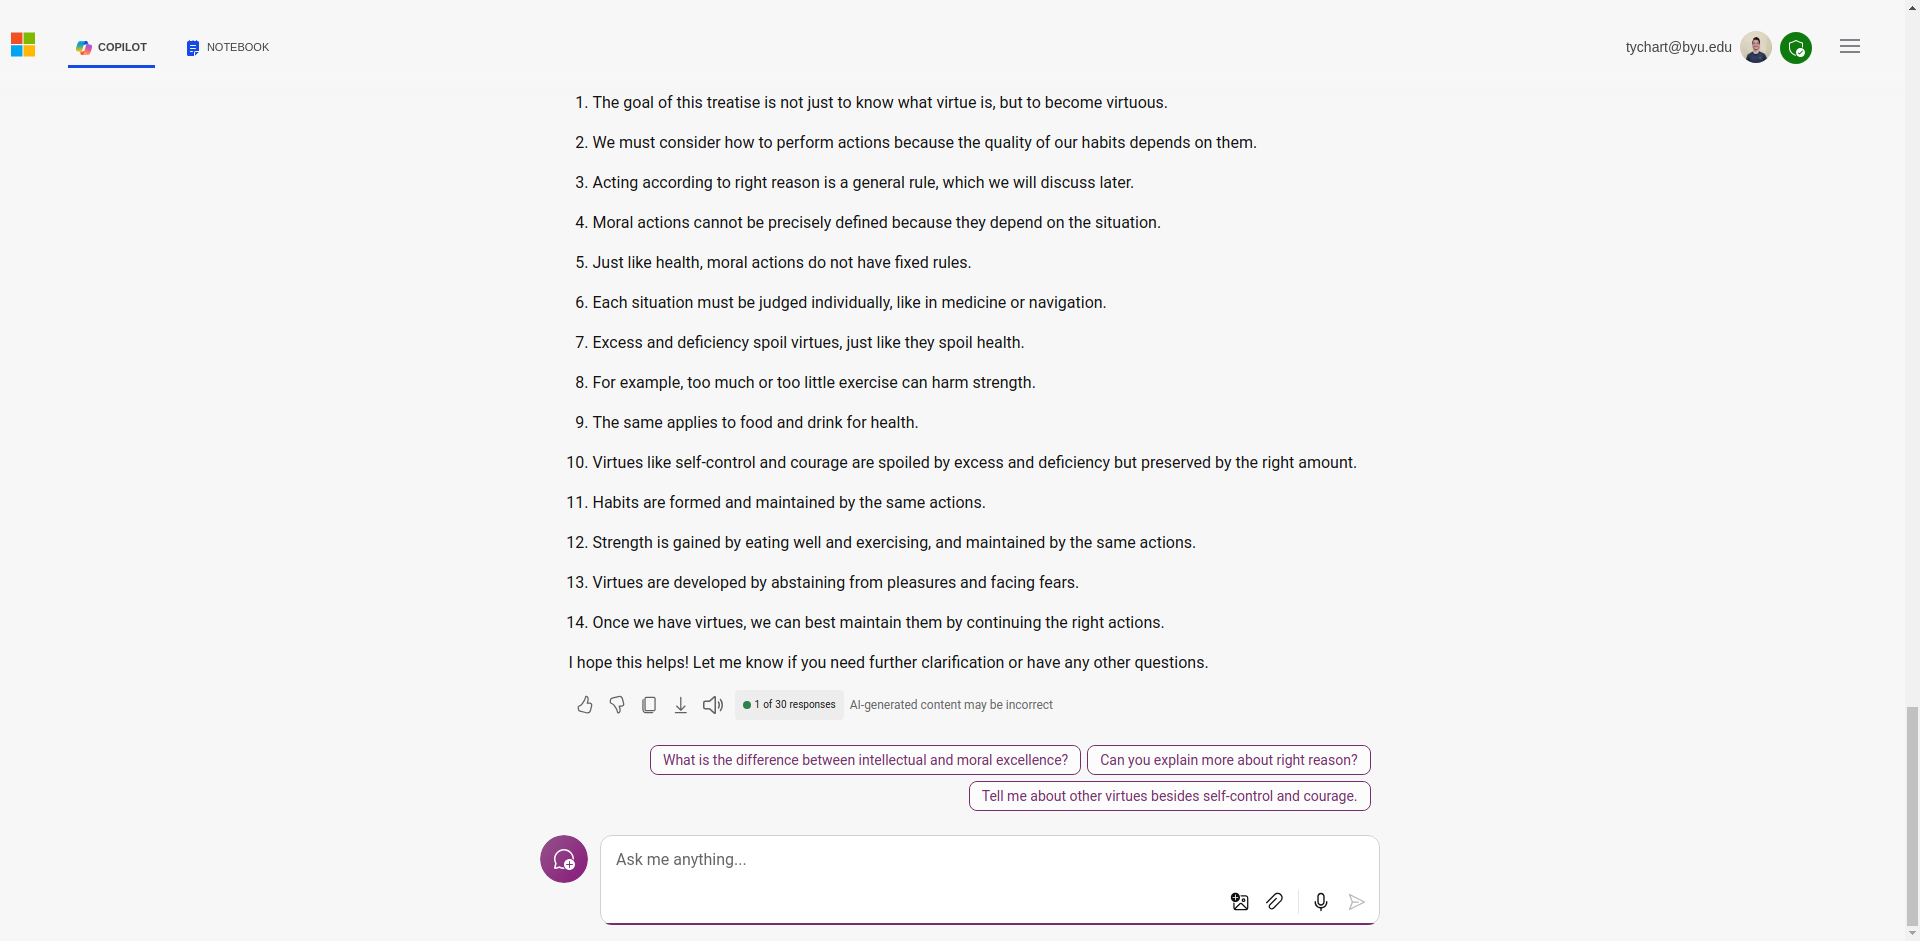 COPILOT
NOTEBOOK
tychart@byu.edu
1. The goal of this treatise is not just to know what virtue is, but to become virtuous.
2. We must consider how to perform actions because the quality of our habits depends on them.
3. Acting according to right reason is a general rule, which we will discuss later.
4. Moral actions cannot be precisely defined because they depend on the situation.
5. Just like health, moral actions do not have fixed rules.
6. Each situation must be judged individually, like in medicine or navigation.
7. Excess and deficiency spoil virtues, just like they spoil health.
8. For example, too much or too little exercise can harm strength.
9. The same applies to food and drink for health.
10. Virtues like self-control and courage are spoiled by excess and deficiency but preserved by the right amount.
11. Habits are formed and maintained by the same actions.
12. Strength is gained by eating well and exercising, and maintained by the same actions.
13. Virtues are developed by abstaining from pleasures and facing fears.
14. Once we have virtues, we can best maintain them by continuing the right actions.
I hope this helps! Let me know if you need further clarification or have any other questions.
1 of 30 responses
AI-generated content may be incorrect
What is the difference between intellectual and moral excellence?
Can you explain more about right reason?
Tell me about other virtues besides self-control and courage.
Ask me anything...